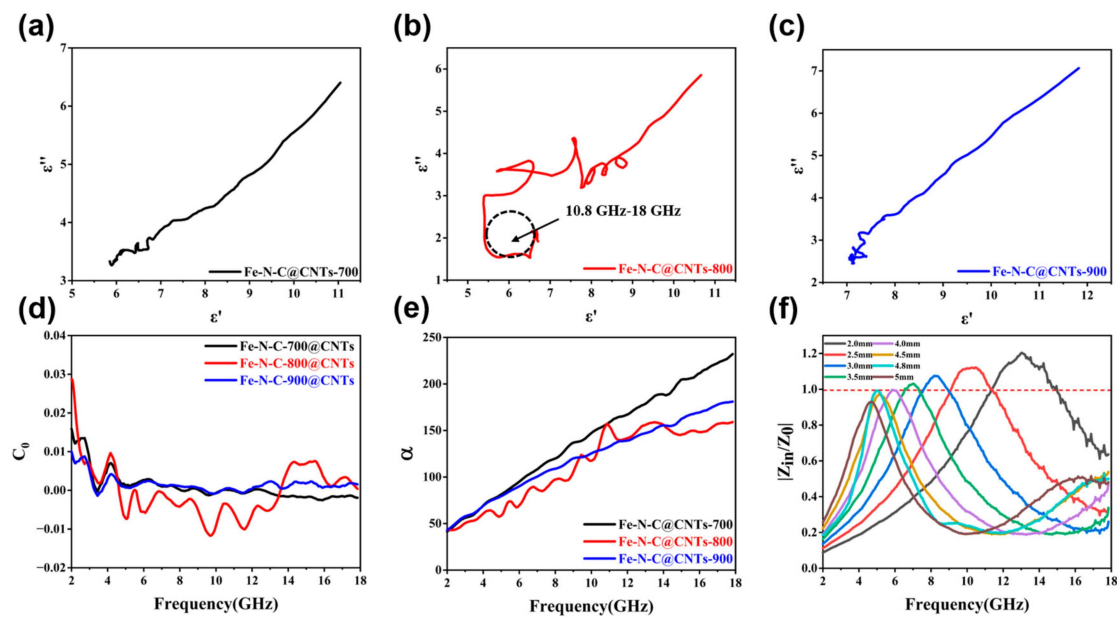 (a)
7
6
5
4
3
ε''
5
6
7
8
9
10
11
ε'
Fe-N-C@CNTs-700
(b)
6
5
4
3
2
1
ε''
5
6
7
8
9
10
11
ε'
10.8 GHz-18 GHz
Fe-N-C@CNTs-800
(c)
7
6
5
4
3
2
ε''
7
8
9
10
11
12
ε'
Fe-N-C@CNTs-900
(d)
0.04
0.03
0.02
0.01
0.00
−0.01
−0.02
C0
Fe-N-C-700@CNTs
Fe-N-C-800@CNTs
Fe-N-C-900@CNTs
2 4 6 8 10 12 14 16 18
Frequency(GHz)
(e)
250
200
150
100
50
0
α
Fe-N-C@CNTs-700
Fe-N-C@CNTs-800
Fe-N-C@CNTs-900
2 4 6 8 10 12 14 16 18
Frequency(GHz)
(f)
1.2
1.0
0.8
0.6
0.4
0.2
0.0
|Zin/Z0|
2.0mm 4.0mm
2.5mm 4.5mm
3.0mm 4.8mm
3.5mm 5mm
2 4 6 8 10 12 14 16 18
Frequency(GHz)